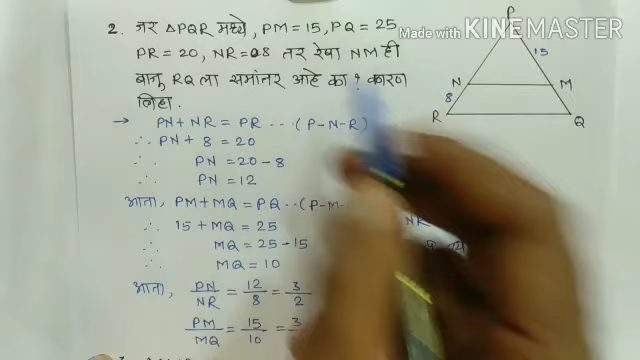 Made with KINEMASTER
2. जर ΔPQR मध्ये, PM = 15, PQ = 25
PR = 20, NR = 08 तर रेषा NM ही
बाजू RQ ला समांतर आहे का ? कारण
लिहा.
→ PN + NR = PR ... (P-N-R)
∴ PN + 8 = 20
∴ PN = 20 - 8
∴ PN = 12
आता, PM + MQ = PQ .. (P-M-
∴ 15 + MQ = 25
∴ MQ = 25 - 15
∴ MQ = 10
आता, PN/NR = 12/8 = 3/2
PM/MQ = 15/10 = 3/
NR
P
15
N M
8
R Q